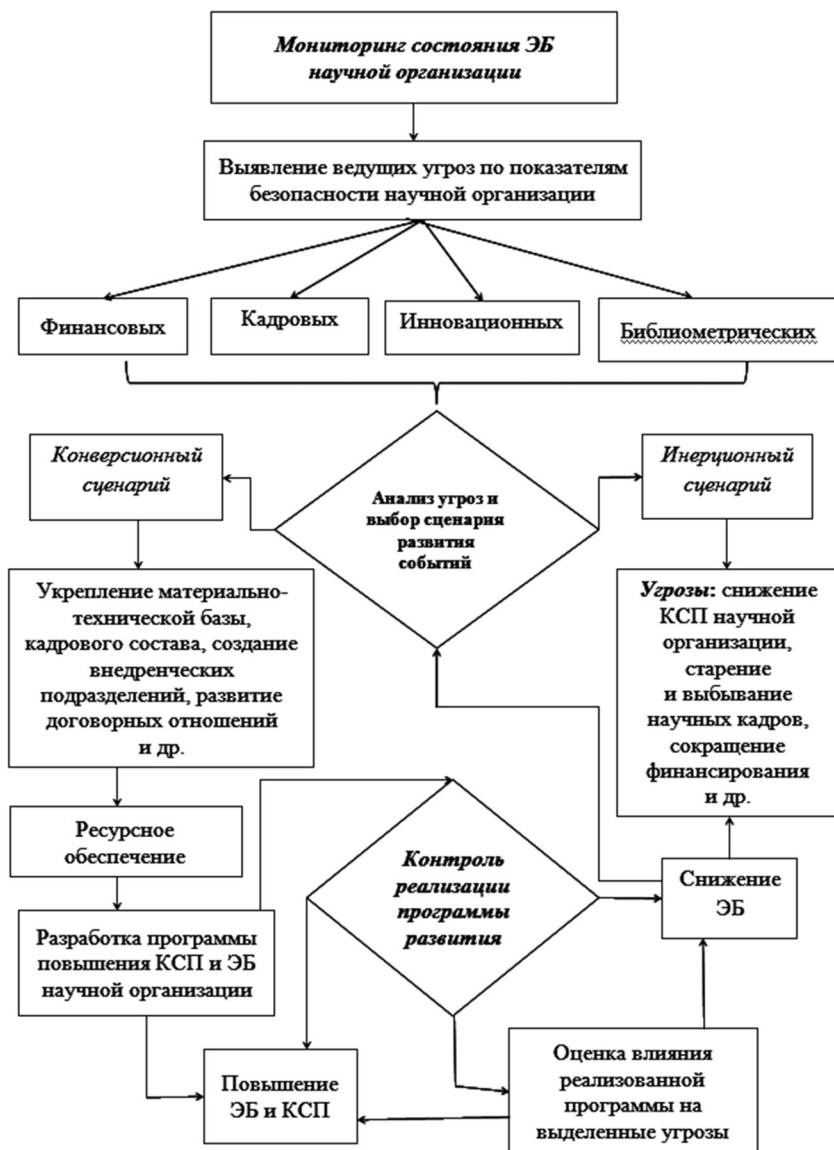 Мониторинг состояния ЭБ
научной организации
Выявление ведущих угроз по показателям
безопасности научной организации
Финансовых
Кадровых
Инновационных
Библиометрических
Конверсионный
сценарий
Анализ угроз и
выбор сценария
развития
событий
Инерционный
сценарий
Укрепление материально-
технической базы,
кадрового состава, создание
внедренческих
подразделений, развитие
договорных отношений
и др.
Угрозы: снижение
КСП научной
организации,
старение
и выбывание
научных кадров,
сокращение
финансирования
и др.
Ресурсное
обеспечение
Контроль
реализации
программы
развития
Снижение
ЭБ
Разработка программы
повышения КСП и ЭБ
научной организации
Повышение
ЭБ и КСП
Оценка влияния
реализованной
программы на
выделенные угрозы